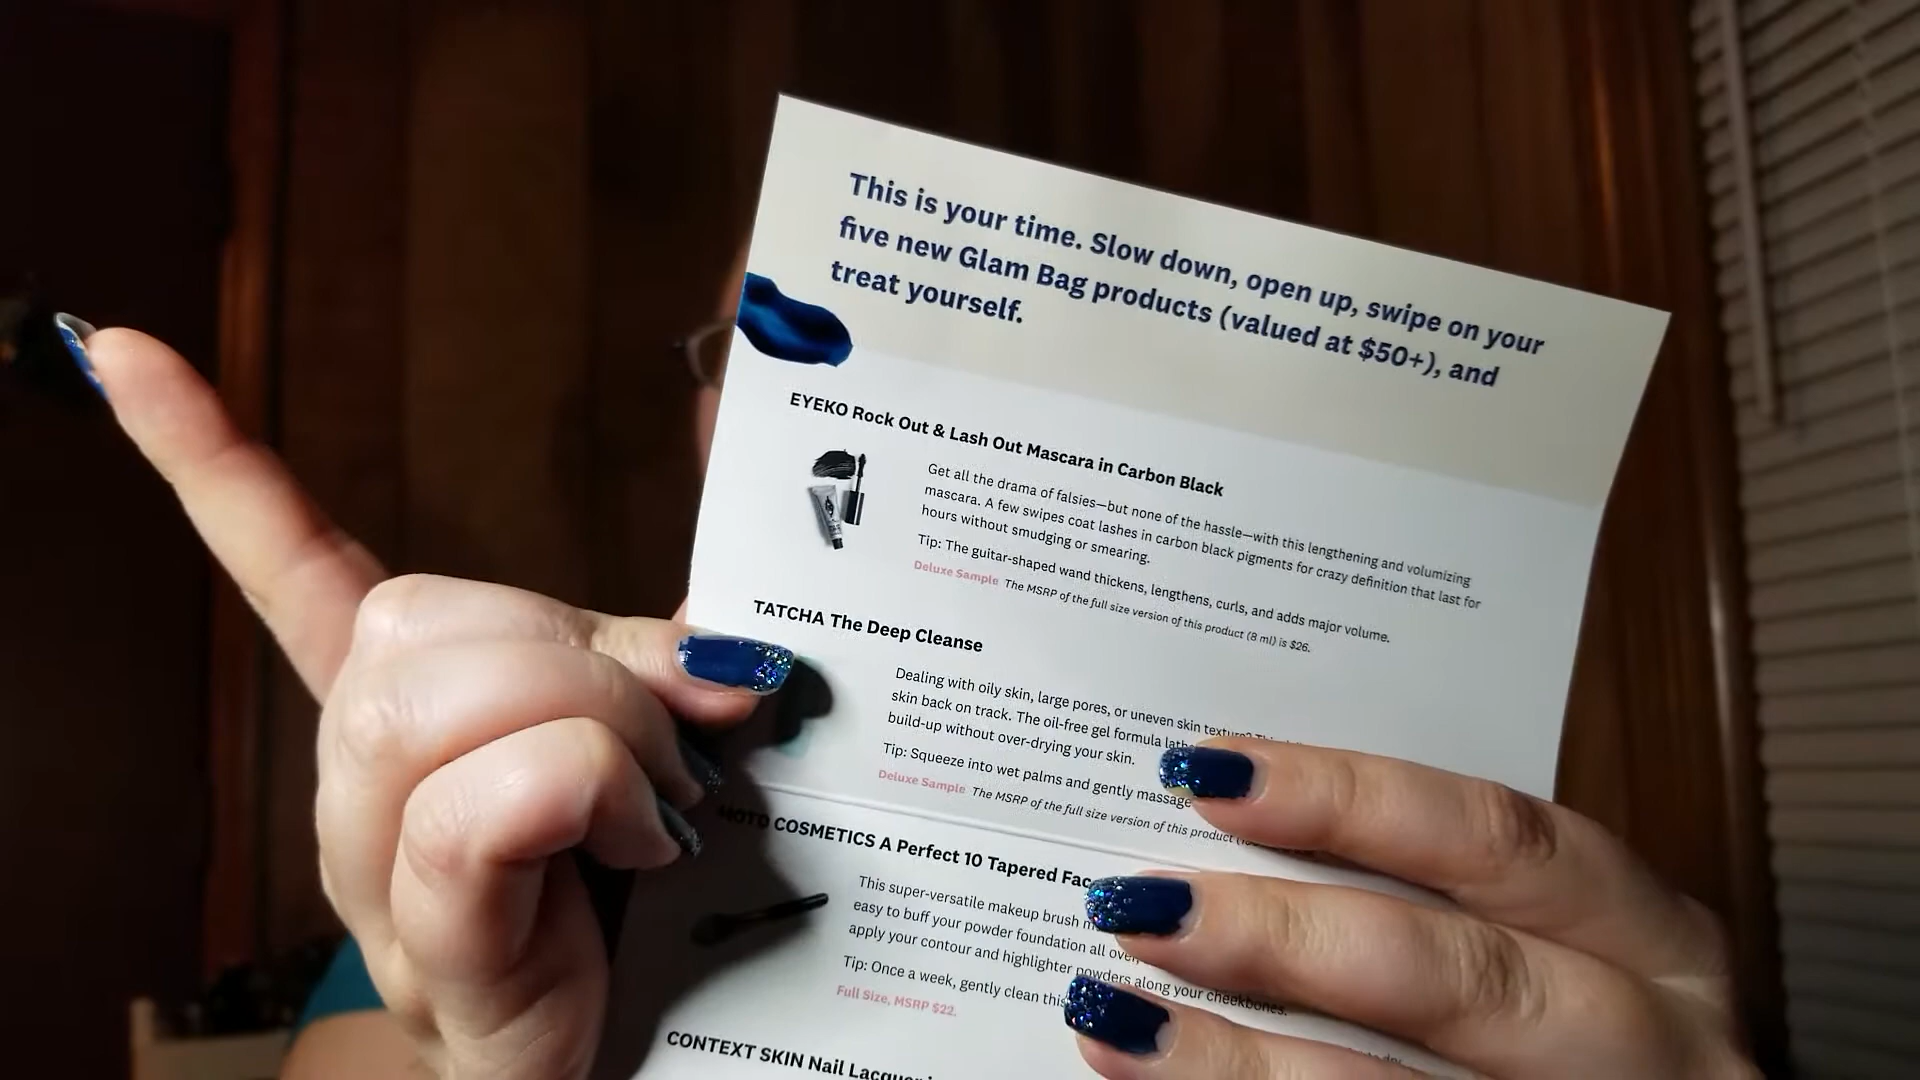 This is your time. Slow down, open up, swipe on your
five new Glam Bag products (valued at $50+), and
treat yourself.
EYEKO Rock Out & Lash Out Mascara in Carbon Black
Get all the drama of falsies—but none of the hassle—with this lengthening and volumizing
mascara. A few swipes coat lashes in carbon black pigments for crazy definition that last for
hours without smudging or smearing.
Tip: The guitar-shaped wand thickens, lengthens, curls, and adds major volume.
Deluxe Sample The MSRP of the full size version of this product (8 ml) is $26.
TATCHA The Deep Cleanse
Dealing with oily skin, large pores, or uneven skin texture?
skin back on track. The oil-free gel formula
build-up without over-drying your skin.
Tip: Squeeze into wet palms and gently massage
Deluxe Sample The MSRP of the full size version of this product
MOTD COSMETICS A Perfect 10 Tapered
This super-versatile makeup brush
easy to buff your powder foundation all over
apply your contour and highlighter powders along your cheekbones.
Tip: Once a week, gently clean this
Full Size, MSRP $22.
CONTEXT SKIN Nail Lacquer